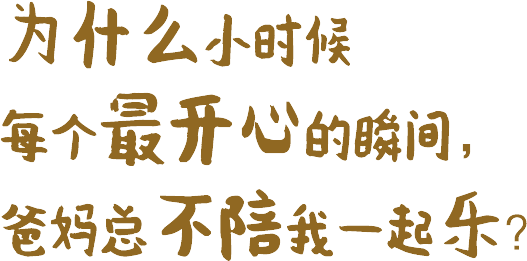 为什么小时候
每个最开心的瞬间，
爸妈总不陪我一起乐？